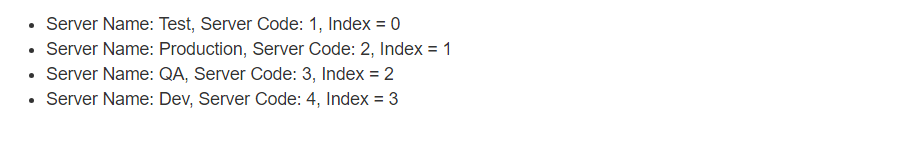 • Server Name: Test, Server Code: 1, Index = 0
• Server Name: Production, Server Code: 2, Index = 1
• Server Name: QA, Server Code: 3, Index = 2
• Server Name: Dev, Server Code: 4, Index = 3